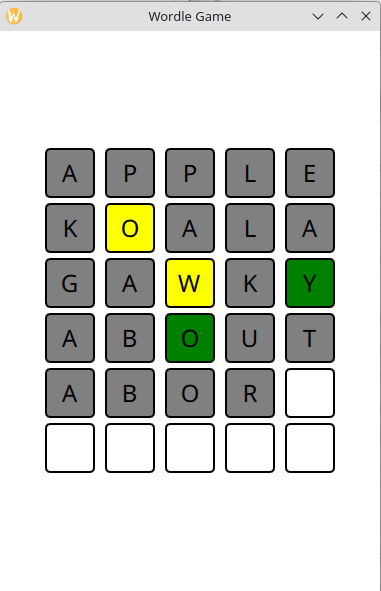 Wordle Game
A P P L E
K O A L A
G A W K Y
A B O U T
A B O R